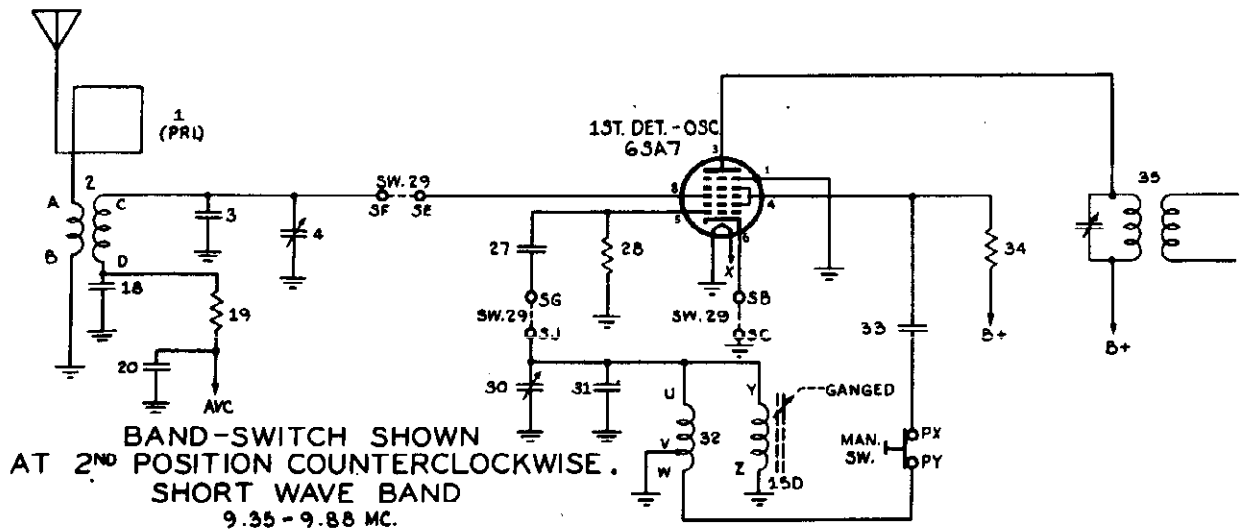 1
(PRI.)
1ST. DET.-OSC.
6SA7
3
1
8
4
5
6
X
A
2
C
B
D
3
4
SW. 29
SF
SE
27
28
34
35
18
19
SG
SW. 29
SJ
SB
SW. 29
SC
33
B+
B+
20
AVC
30
31
U
V
32
W
Y
Z
GANGED
15D
MAN.
SW.
PX
PY
BAND-SWITCH SHOWN
AT 2ND POSITION COUNTERCLOCKWISE.
SHORT WAVE BAND
9.35-9.88 MC.